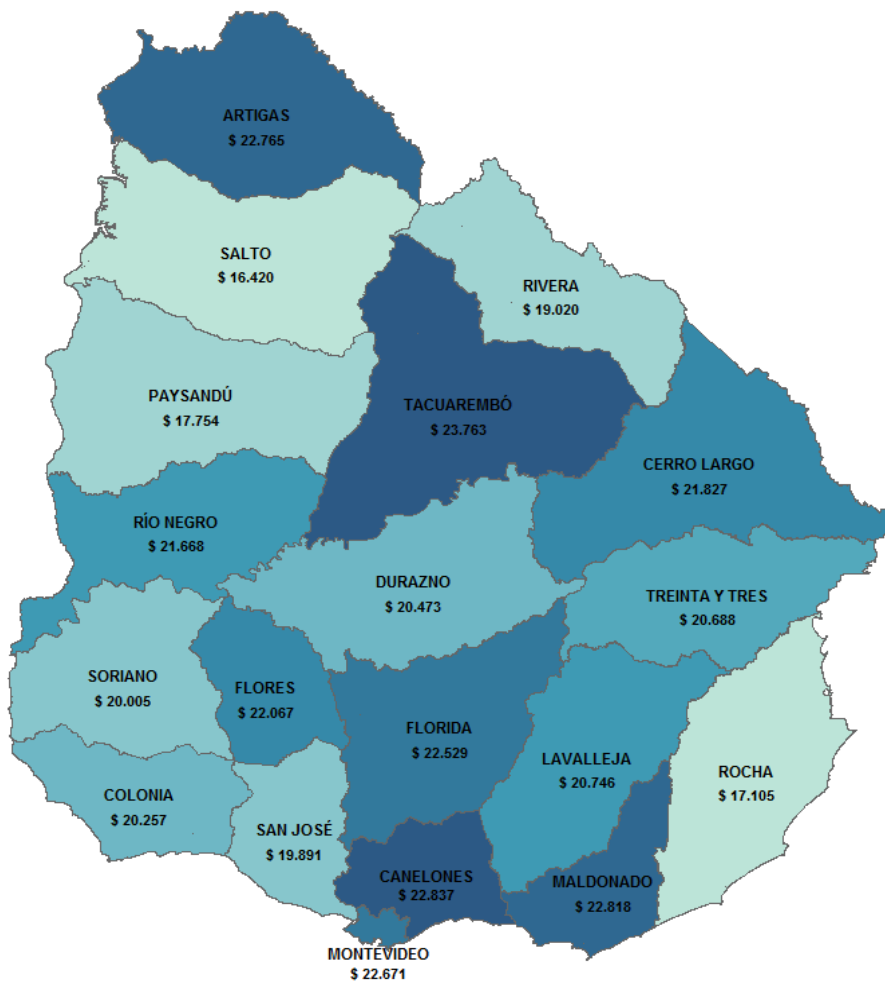 ARTIGAS
$ 22.765
SALTO
$ 16.420
RIVERA
$ 19.020
PAYSANDÚ
$ 17.754
TACUAREMBÓ
$ 23.763
CERRO LARGO
$ 21.827
RÍO NEGRO
$ 21.668
DURAZNO
$ 20.473
TREINTA Y TRES
$ 20.688
SORIANO
$ 20.005
FLORES
$ 22.067
FLORIDA
$ 22.529
LAVALLEJA
$ 20.746
ROCHA
$ 17.105
COLONIA
$ 20.257
SAN JOSÉ
$ 19.891
CANELONES
$ 22.837
MALDONADO
$ 22.818
MONTEVIDEO
$ 22.671